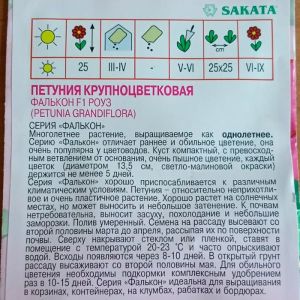 SAKATA
25 III-IV - V-VI 25x25 VI-IX
cm
ПЕТУНИЯ КРУПНОЦВЕТКОВАЯ
ФАЛЬКОН F1 РОУЗ
(PETUNIA GRANDIFLORA)
СЕРИЯ «ФАЛЬКОН»
Многолетнее растение, выращиваемое как однолетнее.
Серию «Фалькон» отличает раннее и обильное цветение, она
очень популярна у цветоводов. Куст компактный, с превосход-
ным ветвлением от основания, очень пышное цветение, каждый
цветок (диаметром 13,5 см, светло-малиновой окраски)
держится не менее 5 дней.
Серия «Фалькон» хорошо приспосабливается к различным
климатическим условиям. Петуния - относительно неприхотли-
вое и очень пластичное растение. Хорошо растет на солнечных
местах, но может выносить и небольшое затенение. К почвам
нетребовательна, выносит засуху, похолодание и небольшие
заморозки. Полив умеренный. Семена на рассаду высевают со
второй половины марта до апреля, рассыпая их по поверхности
почвы. Сверху накрывают стеклом или пленкой, ставят в
помещение с температурой 20-23 °С и часто опрыскивают
водой. Всходы появляются через 8-10 дней. В открытый грунт
рассаду высаживают со второй половины мая. Для обильного
цветения необходимы подкормки комплексным удобрением
раз в 10-15 дней. Серия «Фалькон» идеальна для выращивания
в корзинах, контейнерах, на клумбах, рабатках и бордюрах.